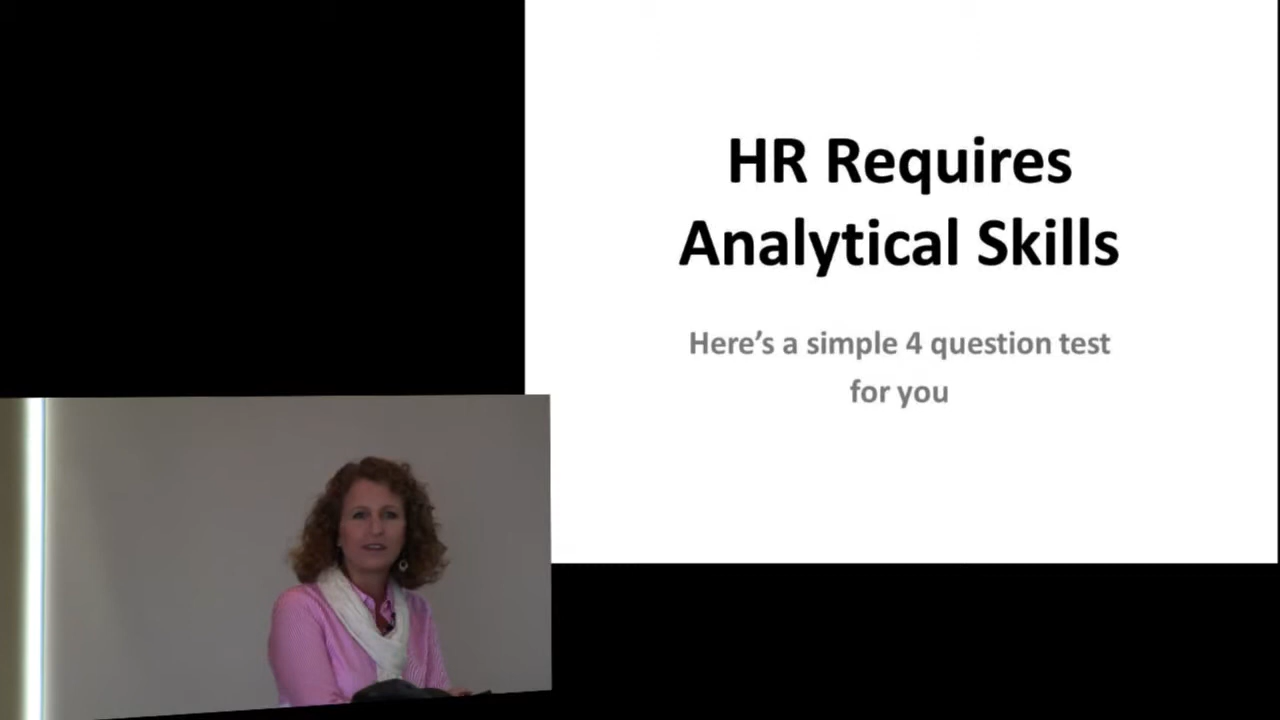 HR Requires
Analytical Skills
Here’s a simple 4 question test
for you